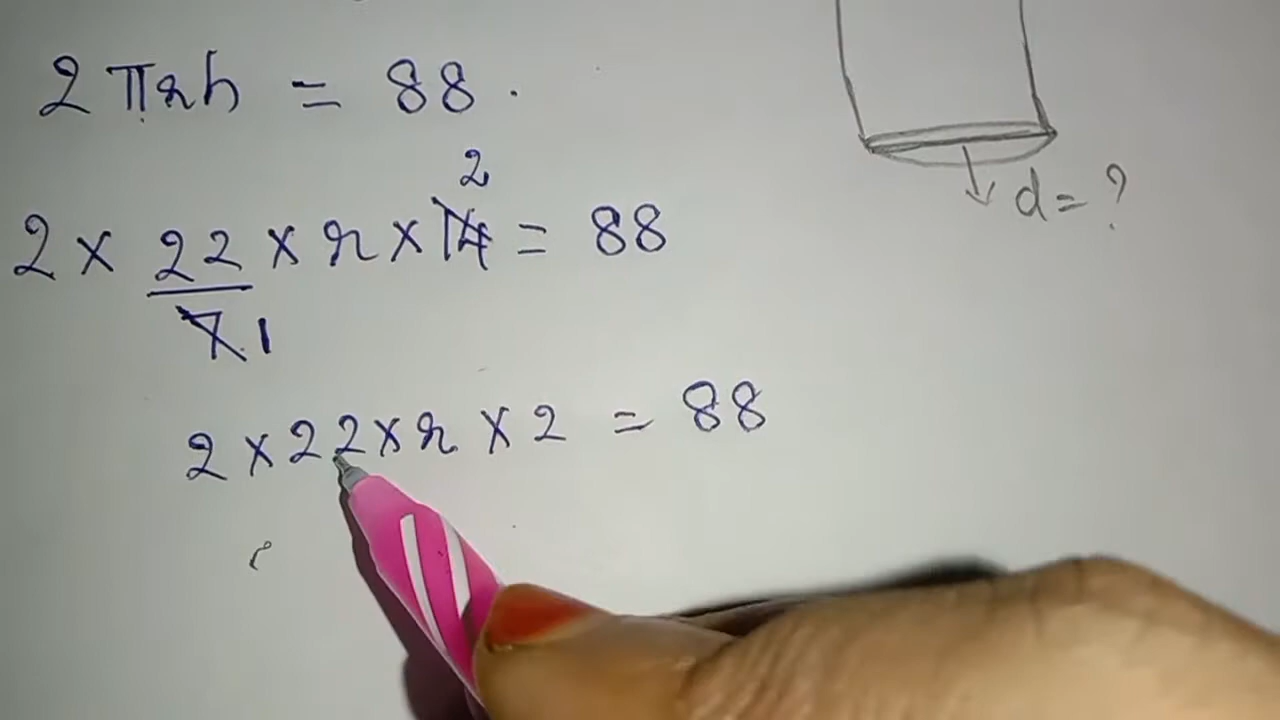 2πrh = 88.
2 × 22/7 1 × r × 14 2 = 88
2 × 22 × r × 2 = 88
d = ?